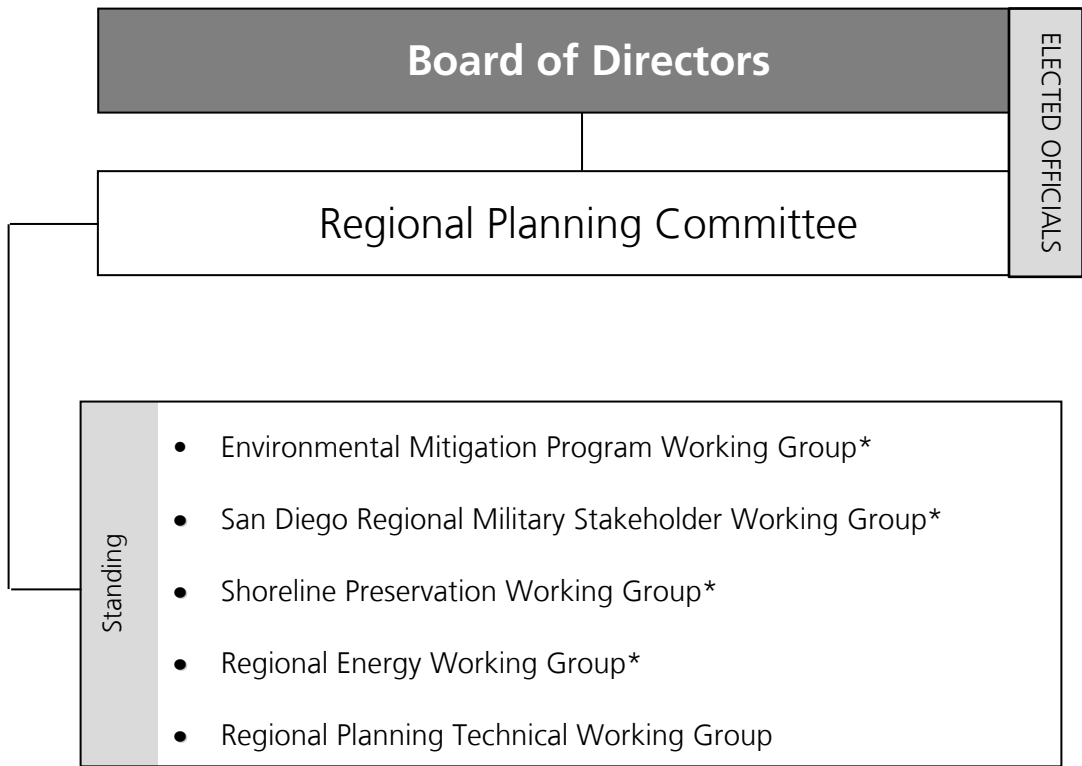 Board of Directors
ELECTED OFFICIALS
Regional Planning Committee
Standing
• Environmental Mitigation Program Working Group*
• San Diego Regional Military Stakeholder Working Group*
• Shoreline Preservation Working Group*
• Regional Energy Working Group*
• Regional Planning Technical Working Group